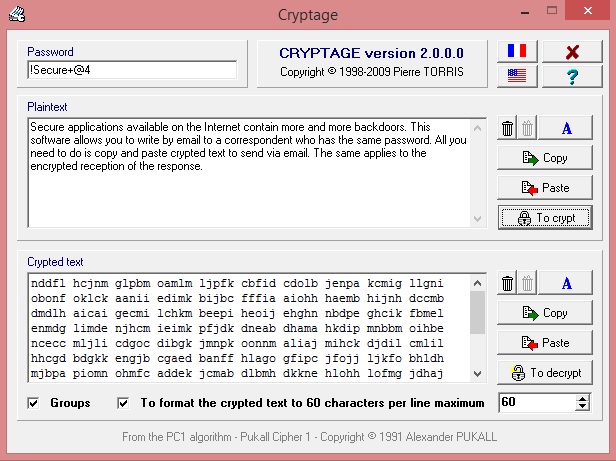 Cryptage
Password
!Secure+@4
CRYPTAGE version 2.0.0.0
Copyright © 1998-2009 Pierre TORRIS
Plaintext
Secure applications available on the Internet contain more and more backdoors. This
software allows you to write by email to a correspondent who has the same password. All you
need to do is copy and paste crypted text to send via email. The same applies to the
encrypted reception of the response.
A
Copy
Paste
To crypt
Crypted text
nddfl hcjnm glpbm oamlm ljpfk cbfid cdolb jenpa kcmig llgni
obonf oklck aanii edimk bijbc fffia aiohh haemb hijnh dccmb
dmdlh aicai gecmi lchkm beepi heoij ehghn nbdpe ghcik fbmel
enmdg limde njhcm ieimk pfjdk dneab dhama hkdip mnbbm oihbe
ncecc mljli cdgoc dibgk jmnpk oonnm aliaj mihck djdil cmlil
hhcgd bdgkk engjb cgaed banff hlago gfipc jfojj ljkfo bhldh
mjbpa piomn ohmfc addek jcmab dlbmh dkkne hlohh lofmg jdhaj
A
Copy
Paste
To decrypt
Groups
To format the crypted text to 60 characters per line maximum
60
From the PC1 algorithm - Pukall Cipher 1 - Copyright © 1991 Alexander PUKALL